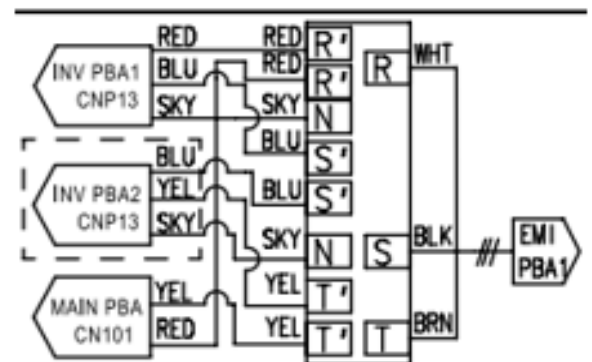 RED RED R' WHT
INV PBA1 BLU RED R' R
CNP13 SKY SKY N
BLU S'
BLU
INV PBA2 YEL BLU S'
CNP13 SKY SKY N S BLK EMI
PBA1
MAIN PBA YEL YEL T'
CN101 RED YEL T' T BRN